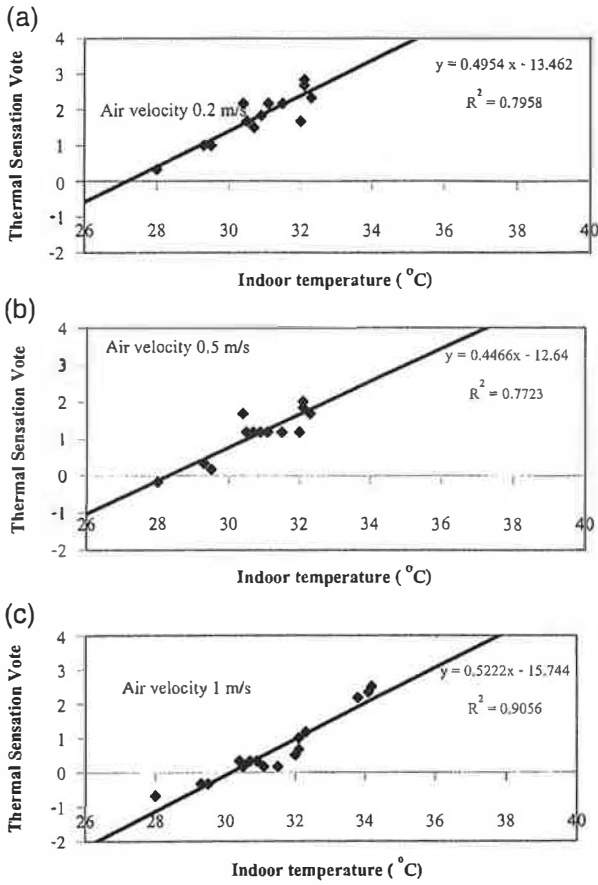 (a)
4
3
2
1
0
-1
-2
Thermal Sensation Vote
Air velocity 0.2 m/s
y = 0.4954 x - 13.462
R² = 0.7958
26 28 30 32 34 36 38 40
Indoor temperature ( °C)
(b)
4
3
2
1
0
-1
-2
Thermal Sensation Vote
Air velocity 0.5 m/s
y = 0.4466x - 12.64
R² = 0.7723
26 28 30 32 34 36 38 40
Indoor temperature ( °C)
(c)
4
3
2
1
0
-1
-2
Thermal Sensation Vote
Air velocity 1 m/s
y = 0.5222x - 15.744
R² = 0.9056
26 28 30 32 34 36 38 40
Indoor temperature ( °C)